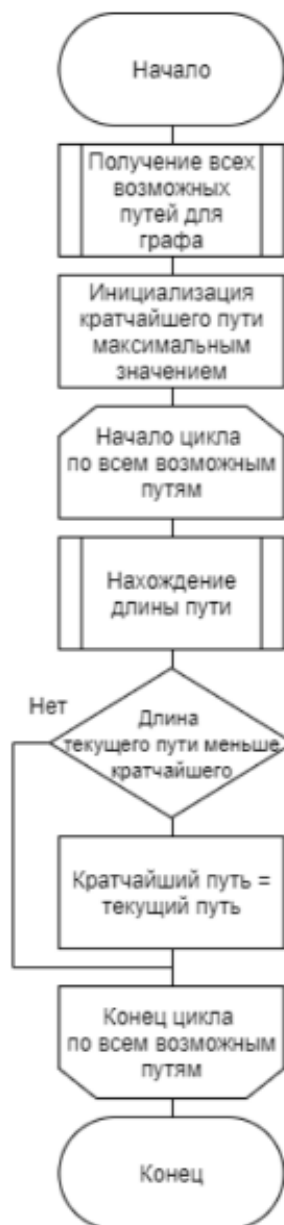 Начало
Получение всех
возможных
путей для
графа
Инициализация
кратчайшего пути
максимальным
значением
Начало цикла
по всем возможным
путям
Нахождение
длины пути
Нет
Длина
текущего пути меньше
кратчайшего
Кратчайший путь =
текущий путь
Конец цикла
по всем возможным
путям
Конец